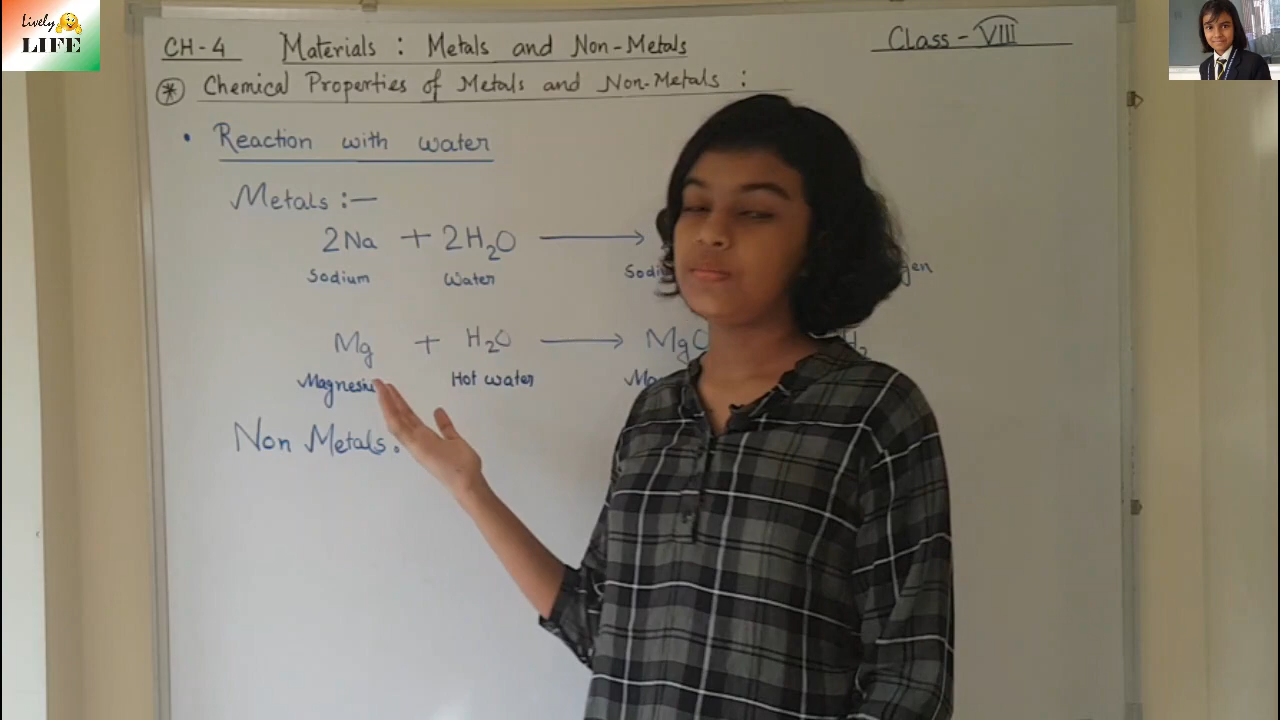 Lively
LIFE
CH-4 Materials : Metals and Non-Metals Class - VIII
* Chemical Properties of Metals and Non-Metals :
• Reaction with water
Metals :—
2Na + 2H₂O ⟶
Sodium Water
Mg + H₂O ⟶ MgO H₂
Hot water
Non Metals.